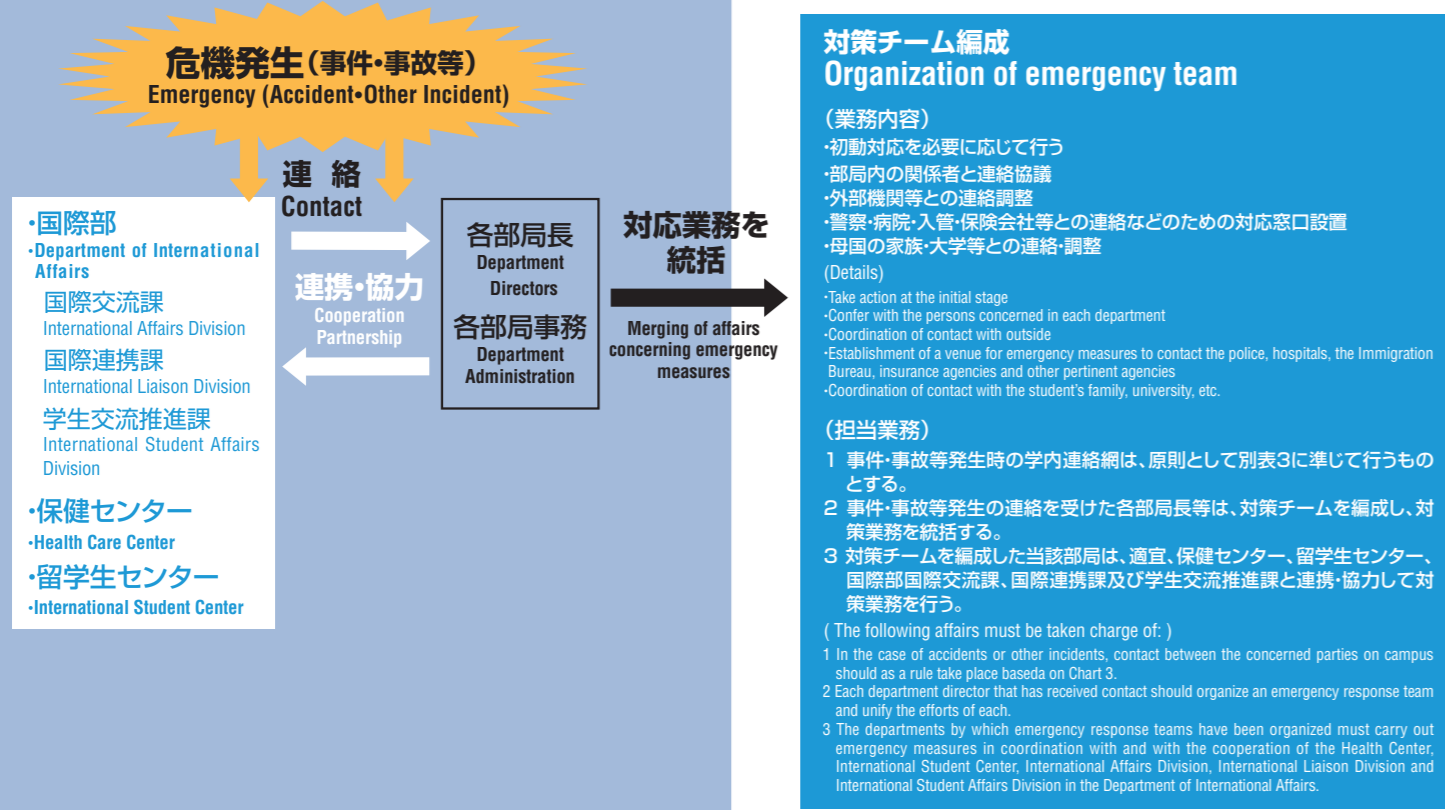 危機発生(事件・事故等)
Emergency (Accident•Other Incident)
連 絡
Contact
・国際部
・Department of International
Affairs
国際交流課
International Affairs Division
国際連携課
International Liaison Division
学生交流推進課
International Student Affairs
Division
・保健センター
・Health Care Center
・留学生センター
・International Student Center
連携・協力
Cooperation
Partnership
各部局長
Department
Directors
各部局事務
Department
Administration
対応業務を
統括
Merging of affairs
concerning emergency
measures
対策チーム編成
Organization of emergency team
(業務内容)
・初動対応を必要に応じて行う
・部局内の関係者と連絡協議
・外部機関等との連絡調整
・警察・病院・入管・保険会社等との連絡などのための対応窓口設置
・母国の家族・大学等との連絡・調整
(Details)
・Take action at the initial stage
・Confer with the persons concerned in each department
・Coordination of contact with outside
・Establishment of a venue for emergency measures to contact the police, hospitals, the Immigration
Bureau, insurance agencies and other pertinent agencies
・Coordination of contact with the student's family, university, etc.
(担当業務)
1 事件・事故等発生時の学内連絡網は、原則として別表3に準じて行うもの
とする。
2 事件・事故等発生の連絡を受けた各部局長等は、対策チームを編成し、対
策業務を統括する。
3 対策チームを編成した当該部局は、適宜、保健センター、留学生センター、
国際部国際交流課、国際連携課及び学生交流推進課と連携・協力して対
策業務を行う。
( The following affairs must be taken charge of: )
1 In the case of accidents or other incidents, contact between the concerned parties on campus
should as a rule take place baseda on Chart 3.
2 Each department director that has received contact should organize an emergency response team
and unify the efforts of each.
3 The departments by which emergency response teams have been organized must carry out
emergency measures in coordination with and with the cooperation of the Health Center,
International Student Center, International Affairs Division, International Liaison Division and
International Student Affairs Division in the Department of International Affairs.